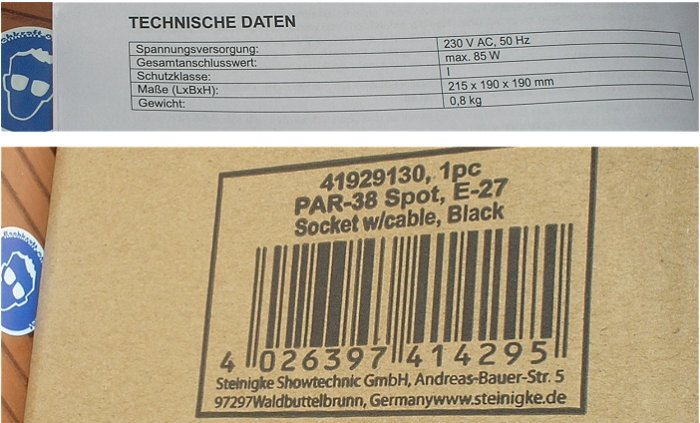 TECHNISCHE DATEN
Spannungsversorgung: 230 V AC, 50 Hz
Gesamtanschlusswert: max. 85 W
Schutzklasse: I
Maße (LxBxH): 215 x 190 x 190 mm
Gewicht: 0,8 kg
41929130, 1pc
PAR-38 Spot, E-27
Socket w/cable, Black
4 026397 414295
Steinigke Showtechnic GmbH, Andreas-Bauer-Str. 5
97297Waldbuttelbrunn, Germanywww.steinigke.de